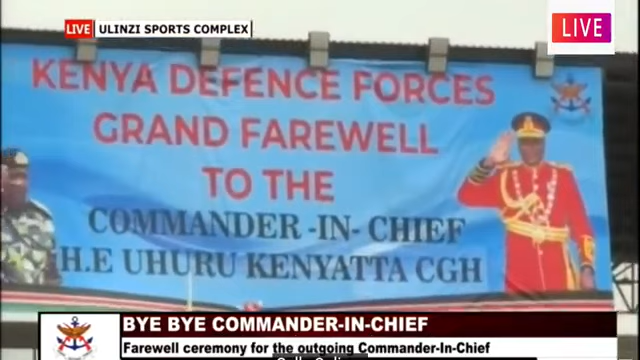 LIVE ULINZI SPORTS COMPLEX
LIVE
KENYA DEFENCE FORCES
GRAND FAREWELL
TO THE
COMMANDER -IN- CHIEF
H.E UHURU KENYATTA CGH
BYE BYE COMMANDER-IN-CHIEF
Farewell ceremony for the outgoing Commander-In-Chief